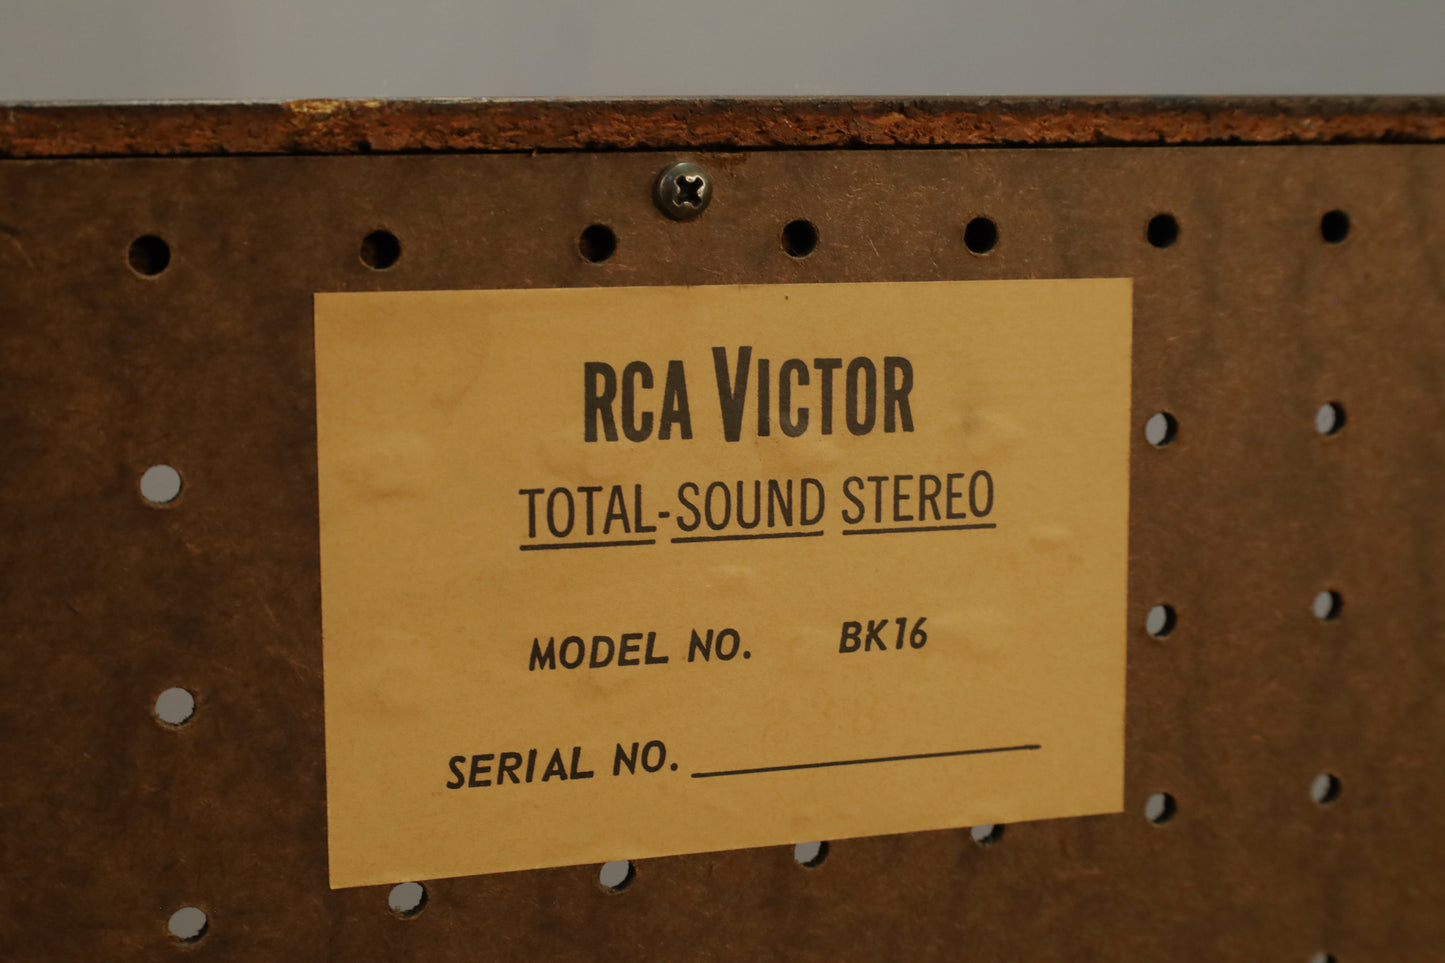 RCA VICTOR
TOTAL-SOUND STEREO
MODEL NO. BK16
SERIAL NO.